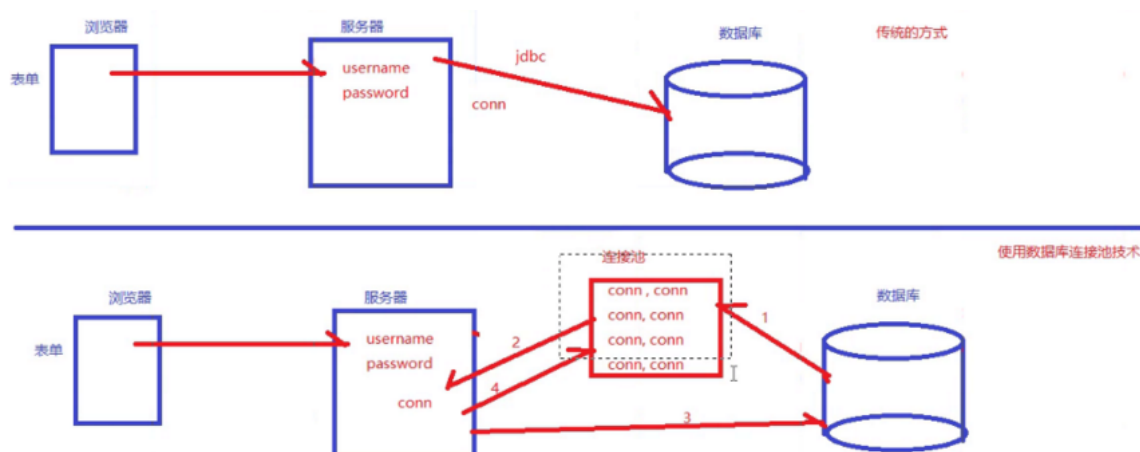 浏览器
服务器
数据库
传统的方式
表单
username
password
jdbc
conn
使用数据库连接池技术
连接池
浏览器
服务器
数据库
表单
username
password
conn
conn , conn
conn, conn
conn, conn
conn, conn
1
2
4
3